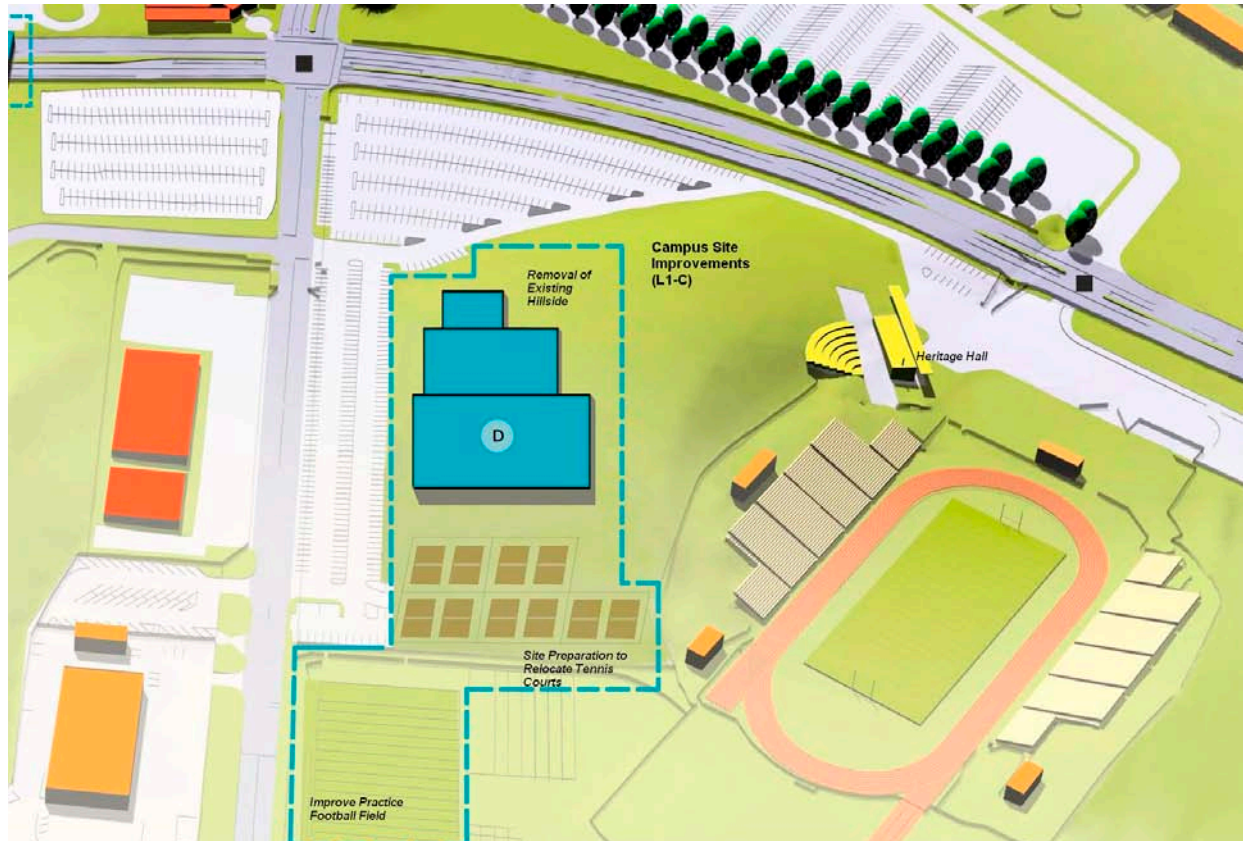 Campus Site
Improvements
(L1-C)
Removal of
Existing
Hillside
Heritage Hall
D
Site Preparation to
Relocate Tennis
Courts
Improve Practice
Football Field